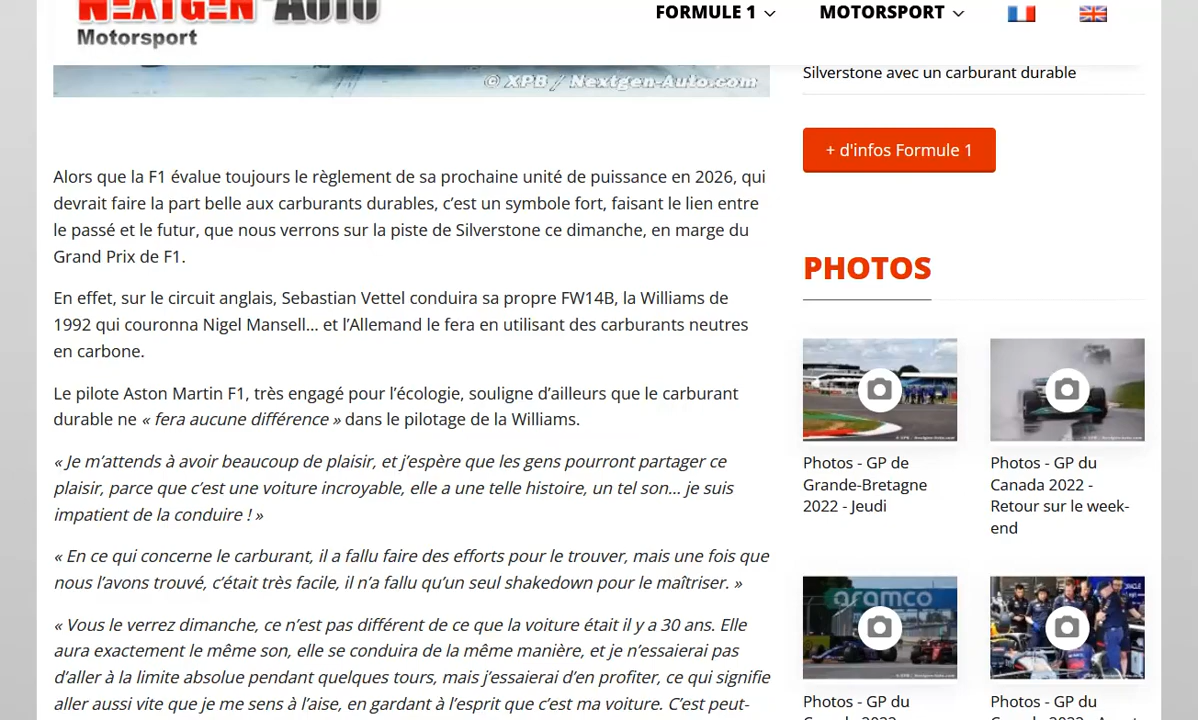 NEXTGEN AUTO
Motorsport
FORMULE 1
MOTORSPORT
© XPB / Nextgen-Auto.com
Alors que la F1 évalue toujours le règlement de sa prochaine unité de puissance en 2026, qui
devrait faire la part belle aux carburants durables, c’est un symbole fort, faisant le lien entre
le passé et le futur, que nous verrons sur la piste de Silverstone ce dimanche, en marge du
Grand Prix de F1.
En effet, sur le circuit anglais, Sebastian Vettel conduira sa propre FW14B, la Williams de
1992 qui couronna Nigel Mansell… et l’Allemand le fera en utilisant des carburants neutres
en carbone.
Le pilote Aston Martin F1, très engagé pour l’écologie, souligne d’ailleurs que le carburant
durable ne « fera aucune différence » dans le pilotage de la Williams.
« Je m’attends à avoir beaucoup de plaisir, et j’espère que les gens pourront partager ce
plaisir, parce que c’est une voiture incroyable, elle a une telle histoire, un tel son… je suis
impatient de la conduire ! »
« En ce qui concerne le carburant, il a fallu faire des efforts pour le trouver, mais une fois que
nous l’avons trouvé, c’était très facile, il n’a fallu qu’un seul shakedown pour le maîtriser. »
« Vous le verrez dimanche, ce n’est pas différent de ce que la voiture était il y a 30 ans. Elle
aura exactement le même son, elle se conduira de la même manière, et je n’essaierai pas
d’aller à la limite absolue pendant quelques tours, mais j’essaierai d’en profiter, ce qui signifie
aller aussi vite que je me sens à l’aise, en gardant à l’esprit que c’est ma voiture. C’est peut-
Silverstone avec un carburant durable
+ d'infos Formule 1
PHOTOS
Photos - GP de
Grande-Bretagne
2022 - Jeudi
Photos - GP du
Canada 2022 -
Retour sur le week-
end
aramco
Photos - GP du
Photos - GP du